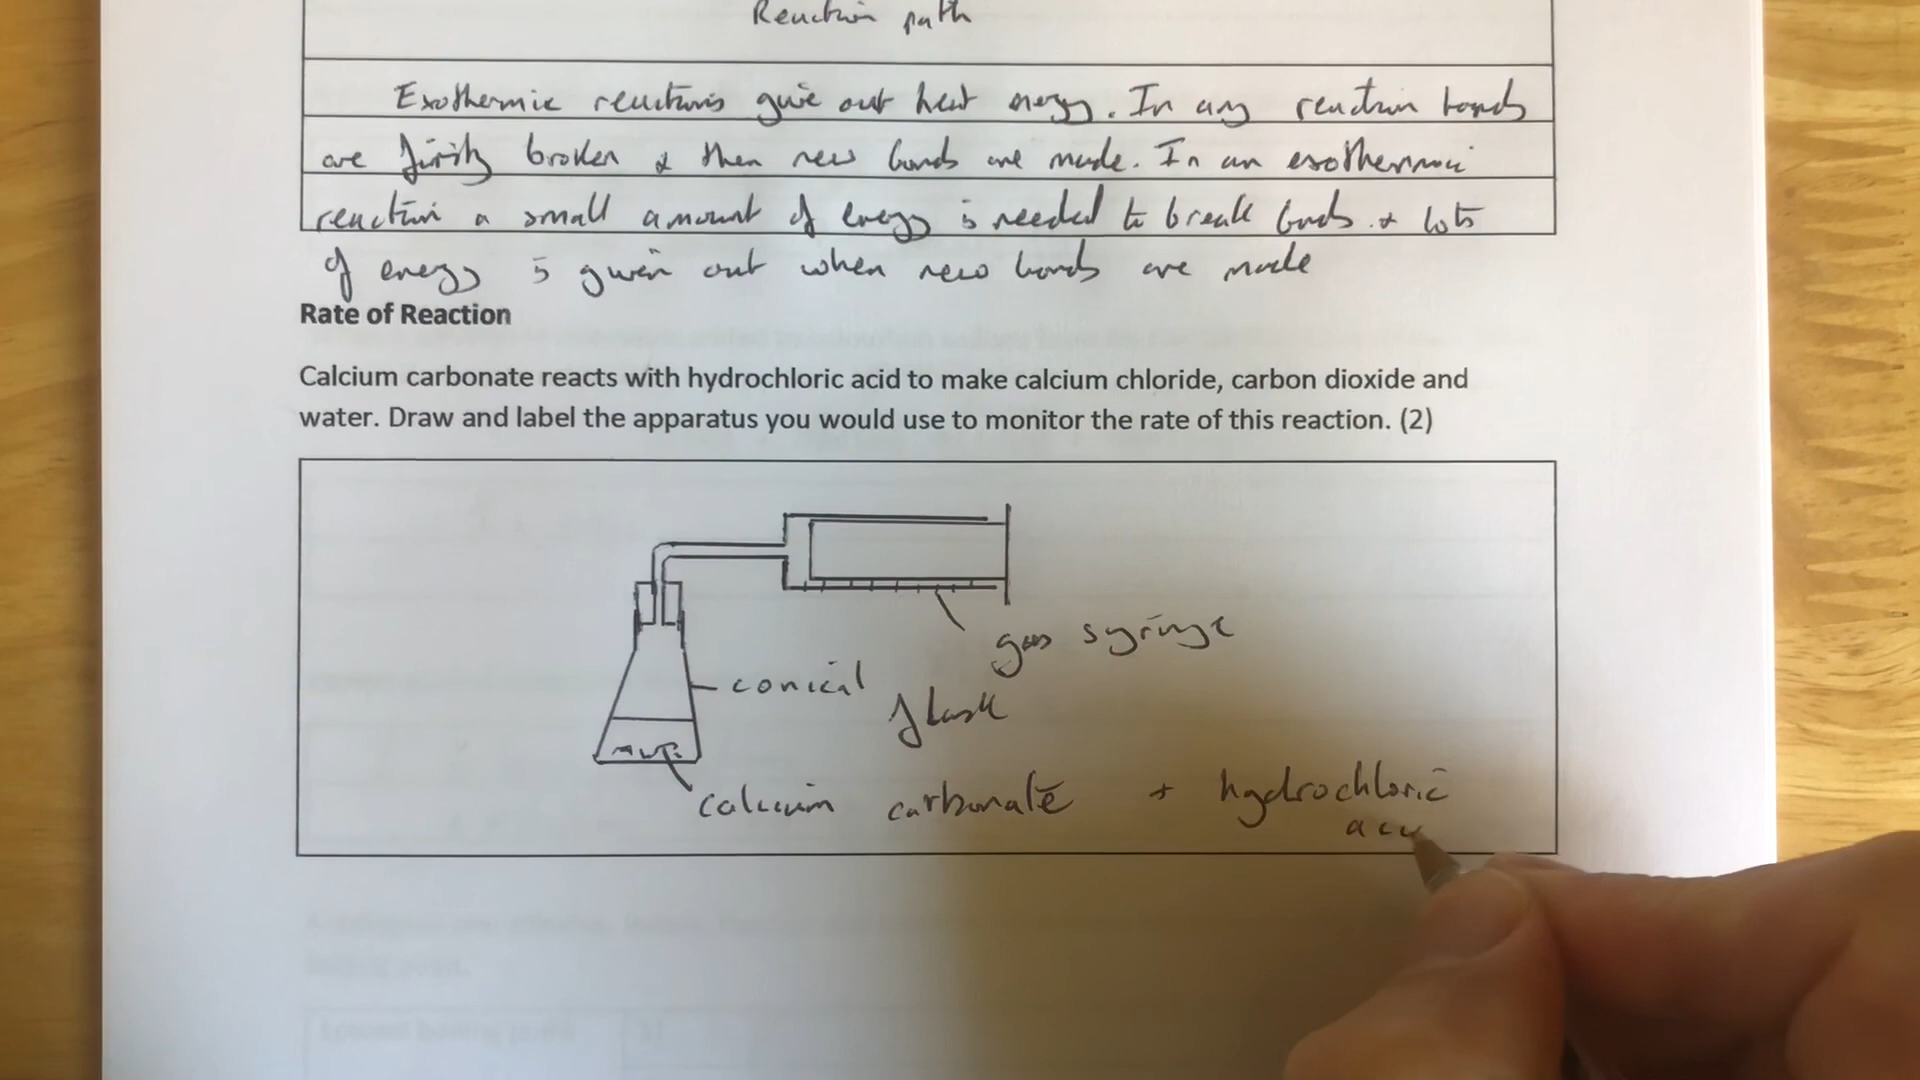 Reaction path
Exothermic reactions give out heat energy. In any reaction bonds
are firstly broken & then new bonds are made. In an exothermic
reaction a small amount of energy is needed to break bonds & lots
of energy is given out when new bonds are made
Rate of Reaction
Calcium carbonate reacts with hydrochloric acid to make calcium chloride, carbon dioxide and
water. Draw and label the apparatus you would use to monitor the rate of this reaction. (2)
gas syringe
conical
flask
calcium carbonate + hydrochloric
aci